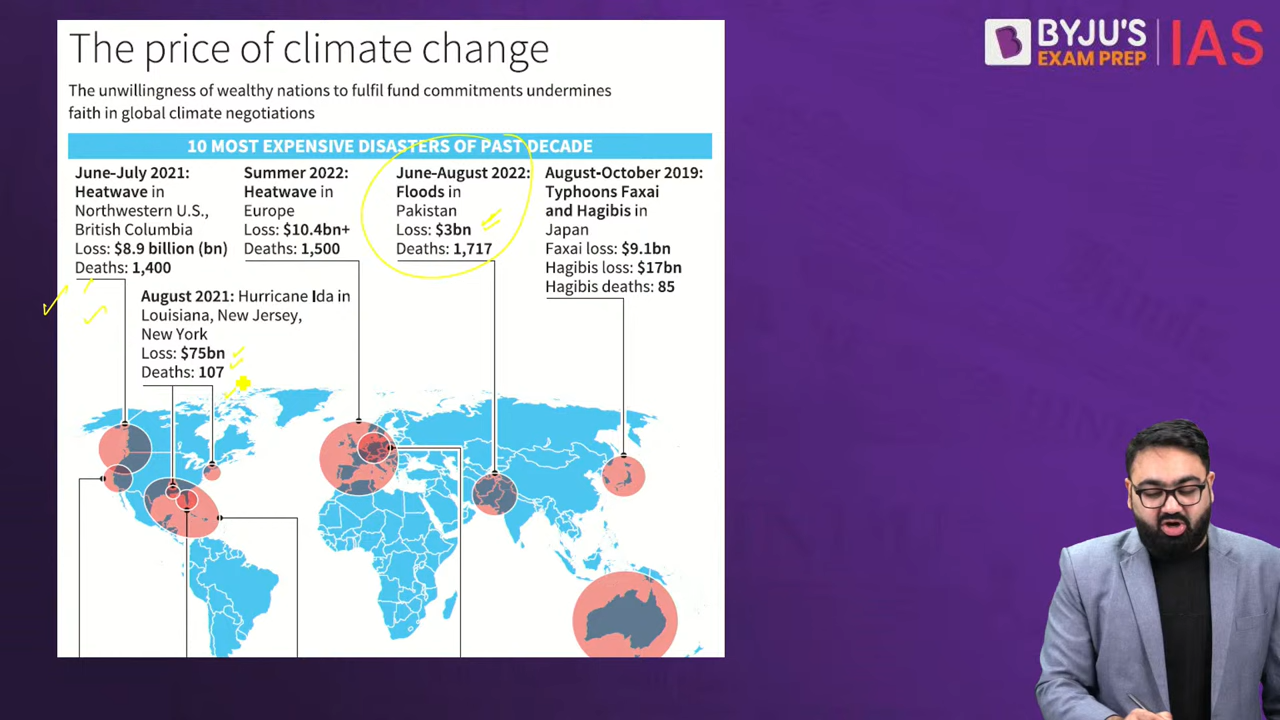 The price of climate change
The unwillingness of wealthy nations to fulfil fund commitments undermines
faith in global climate negotiations
10 MOST EXPENSIVE DISASTERS OF PAST DECADE
June-July 2021:
Heatwave in
Northwestern U.S.,
British Columbia
Loss: $8.9 billion (bn)
Deaths: 1,400
Summer 2022:
Heatwave in
Europe
Loss: $10.4bn+
Deaths: 1,500
June-August 2022:
Floods in
Pakistan
Loss: $3bn
Deaths: 1,717
August-October 2019:
Typhoons Faxai
and Hagibis in
Japan
Faxai loss: $9.1bn
Hagibis loss: $17bn
Hagibis deaths: 85
August 2021: Hurricane Ida in
Louisiana, New Jersey,
New York
Loss: $75bn
Deaths: 107
BYJU'S
EXAM PREP
IAS